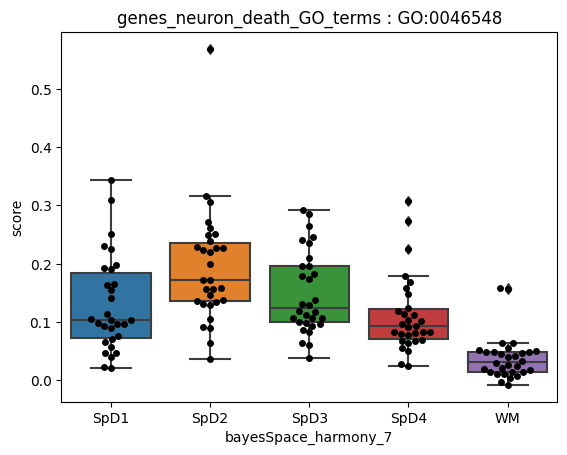 genes_neuron_death_GO_terms : GO:0046548
score
0.5
0.4
0.3
0.2
0.1
0.0
SpD1 SpD2 SpD3 SpD4 WM
bayesSpace_harmony_7